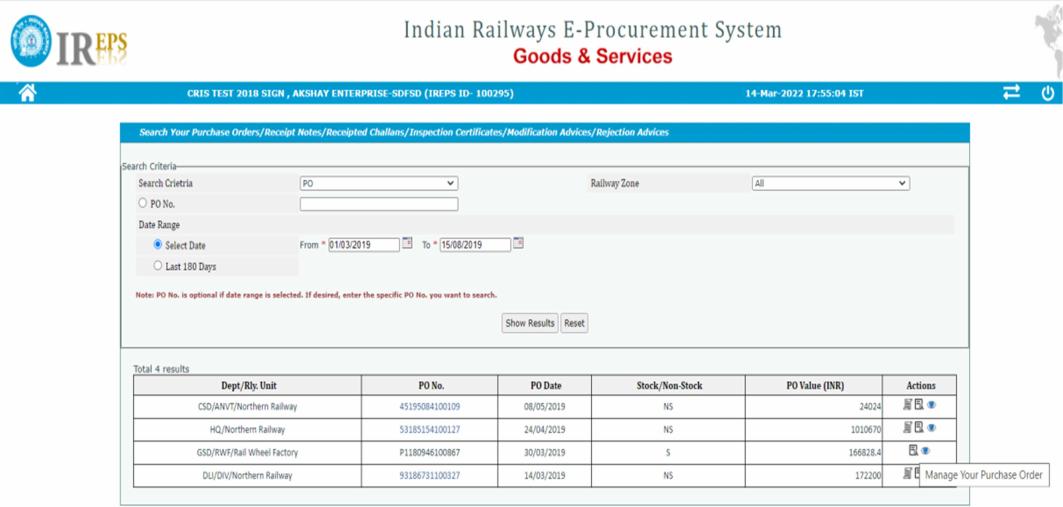 IREPS
Indian Railways E-Procurement System
Goods & Services
CRIS TEST 2018 SIGN , AKSHAY ENTERPRISE-SDFSD (IREPS ID- 100295) 14-Mar-2022 17:55:04 IST
Search Your Purchase Orders/Receipt Notes/Receipted Challans/Inspection Certificates/Modification Advices/Rejection Advices
Search Criteria
Search Crietria PO Railway Zone All
PO No.
Date Range
Select Date From * 01/03/2019 To * 15/08/2019
Last 180 Days
Note: PO No. is optional if date range is selected. If desired, enter the specific PO No. you want to search.
Show Results Reset
Total 4 results
Dept/Rly. Unit PO No. PO Date Stock/Non-Stock PO Value (INR) Actions
CSD/ANVT/Northern Railway 45195084100109 08/05/2019 NS 24024
HQ/Northern Railway 53185154100127 24/04/2019 NS 1010670
GSD/RWF/Rail Wheel Factory P1180946100867 30/03/2019 S 166828.4
DLI/DIV/Northern Railway 93186731100327 14/03/2019 NS 172200
Manage Your Purchase Order